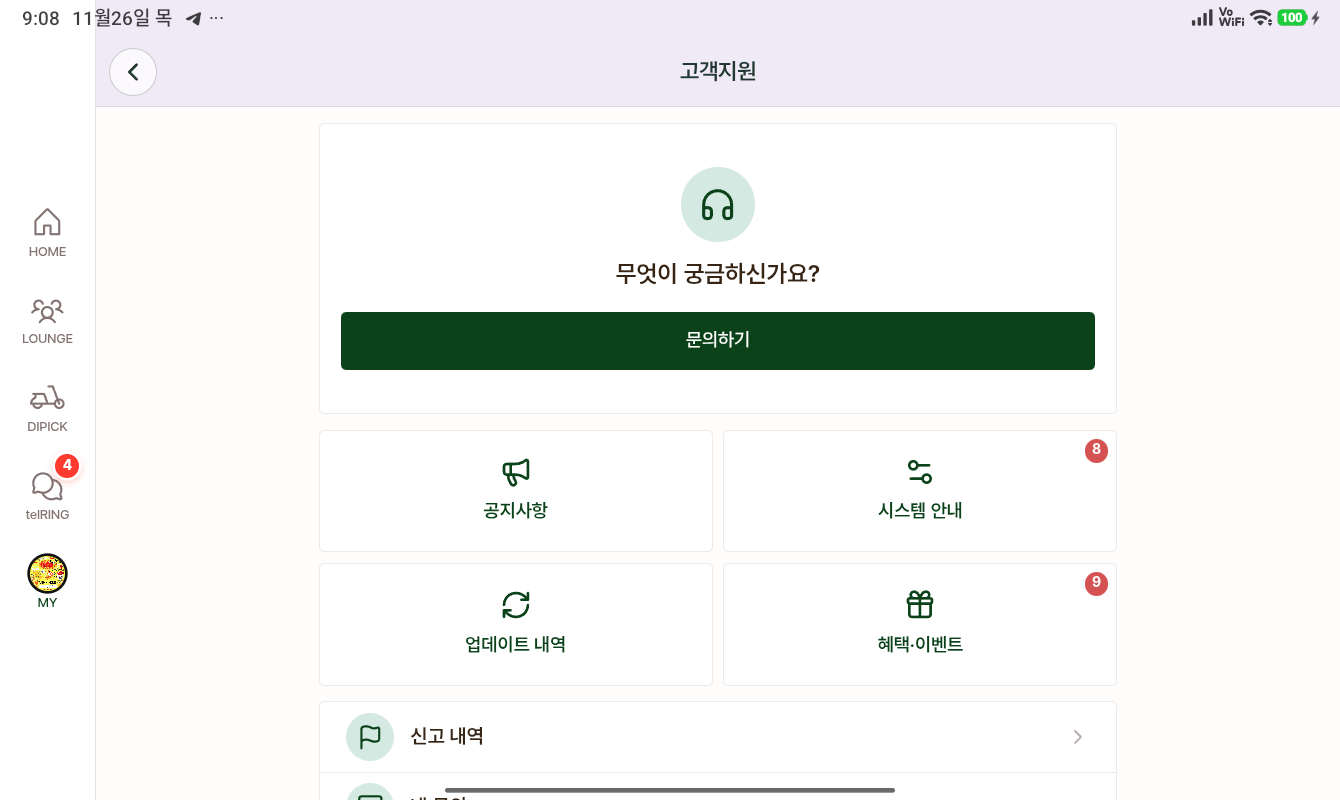 9:08 11월26일 목 ···
Vo
WiFi
100
고객지원
HOME
LOUNGE
DIPICK
4
telRING
MY
무엇이 궁금하신가요?
문의하기
공지사항
8
시스템 안내
업데이트 내역
9
혜택·이벤트
신고 내역